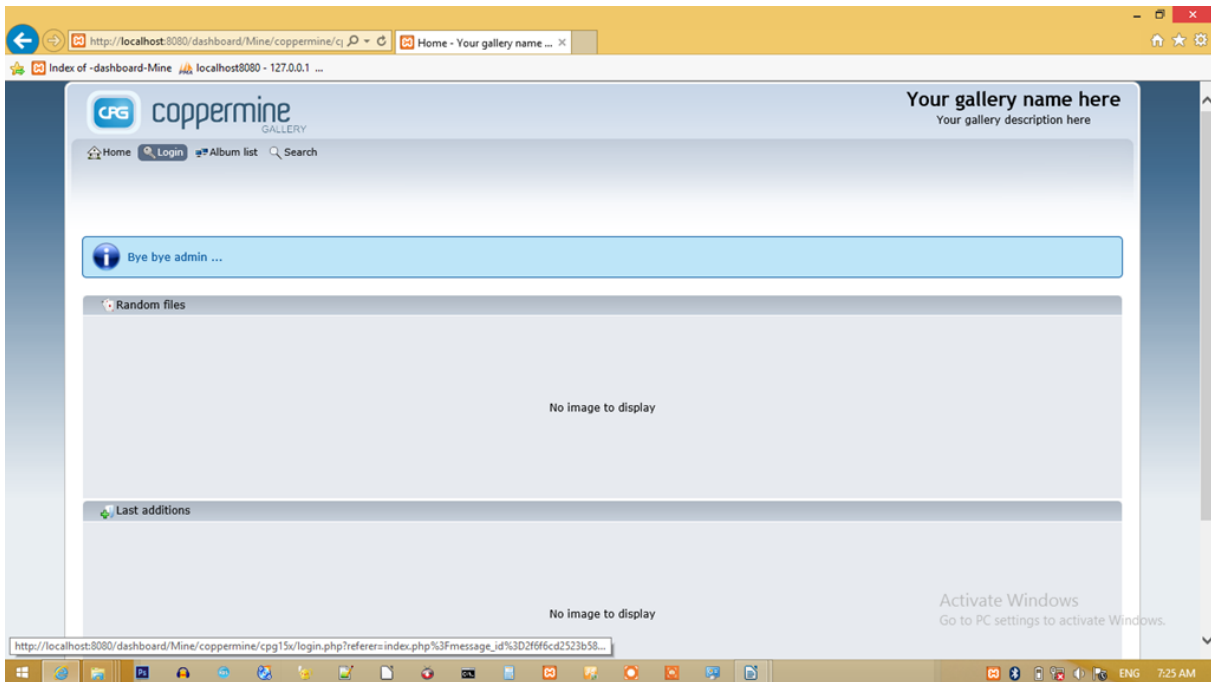 http://localhost:8080/dashboard/Mine/coppermine/c
Home - Your gallery name ...
Index of -dashboard-Mine
localhost8080 - 127.0.0.1 ...
CPG coppermine
GALLERY
Your gallery name here
Your gallery description here
Home Login Album list Search
Bye bye admin ...
Random files
No image to display
Last additions
No image to display
Activate Windows
Go to PC settings to activate Windows.
http://localhost:8080/dashboard/Mine/coppermine/cpg15x/login.php?referer=index.php%3Fmessage_id%3D2f6f6cd2523b58...
Ps
ENG 7:25 AM